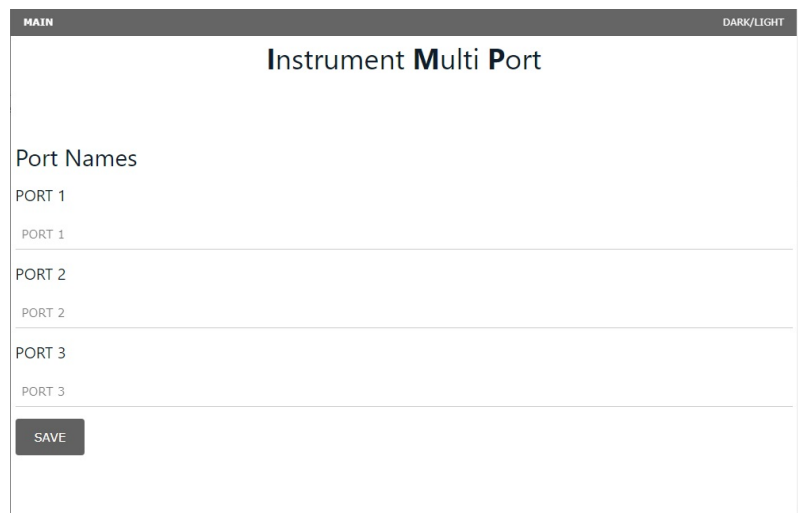 MAIN DARK/LIGHT
Instrument Multi Port
Port Names
PORT 1
PORT 1
PORT 2
PORT 2
PORT 3
PORT 3
SAVE